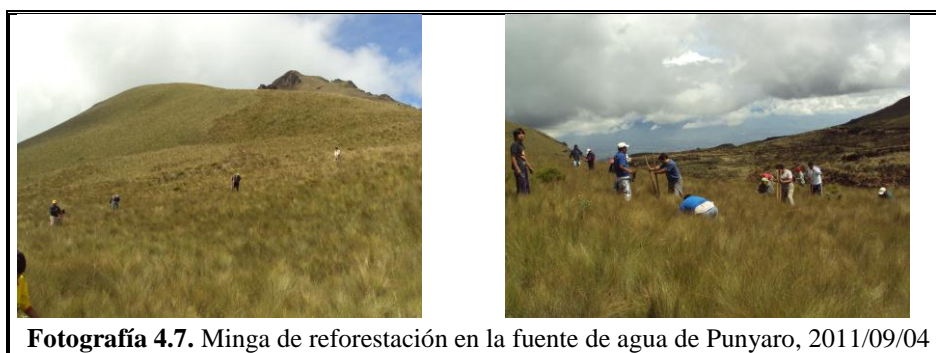 Fotografía 4.7. Minga de reforestación en la fuente de agua de Punyaro, 2011/09/04